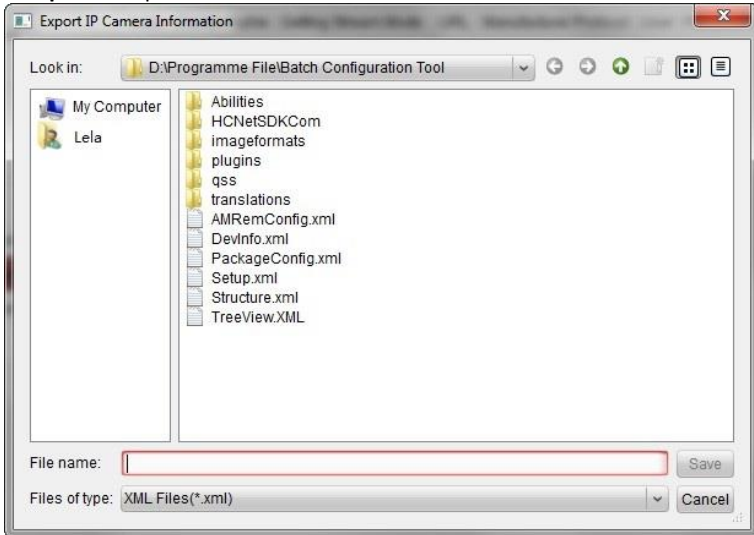 Export IP Camera Information
Look in:
D:\Programme File\Batch Configuration Tool
My Computer
Lela
Abilities
HCNetSDKCom
imageformats
plugins
qss
translations
AMRemConfig.xml
DevInfo.xml
PackageConfig.xml
Setup.xml
Structure.xml
TreeView.XML
File name:
Save
Files of type:
XML Files(*.xml)
Cancel